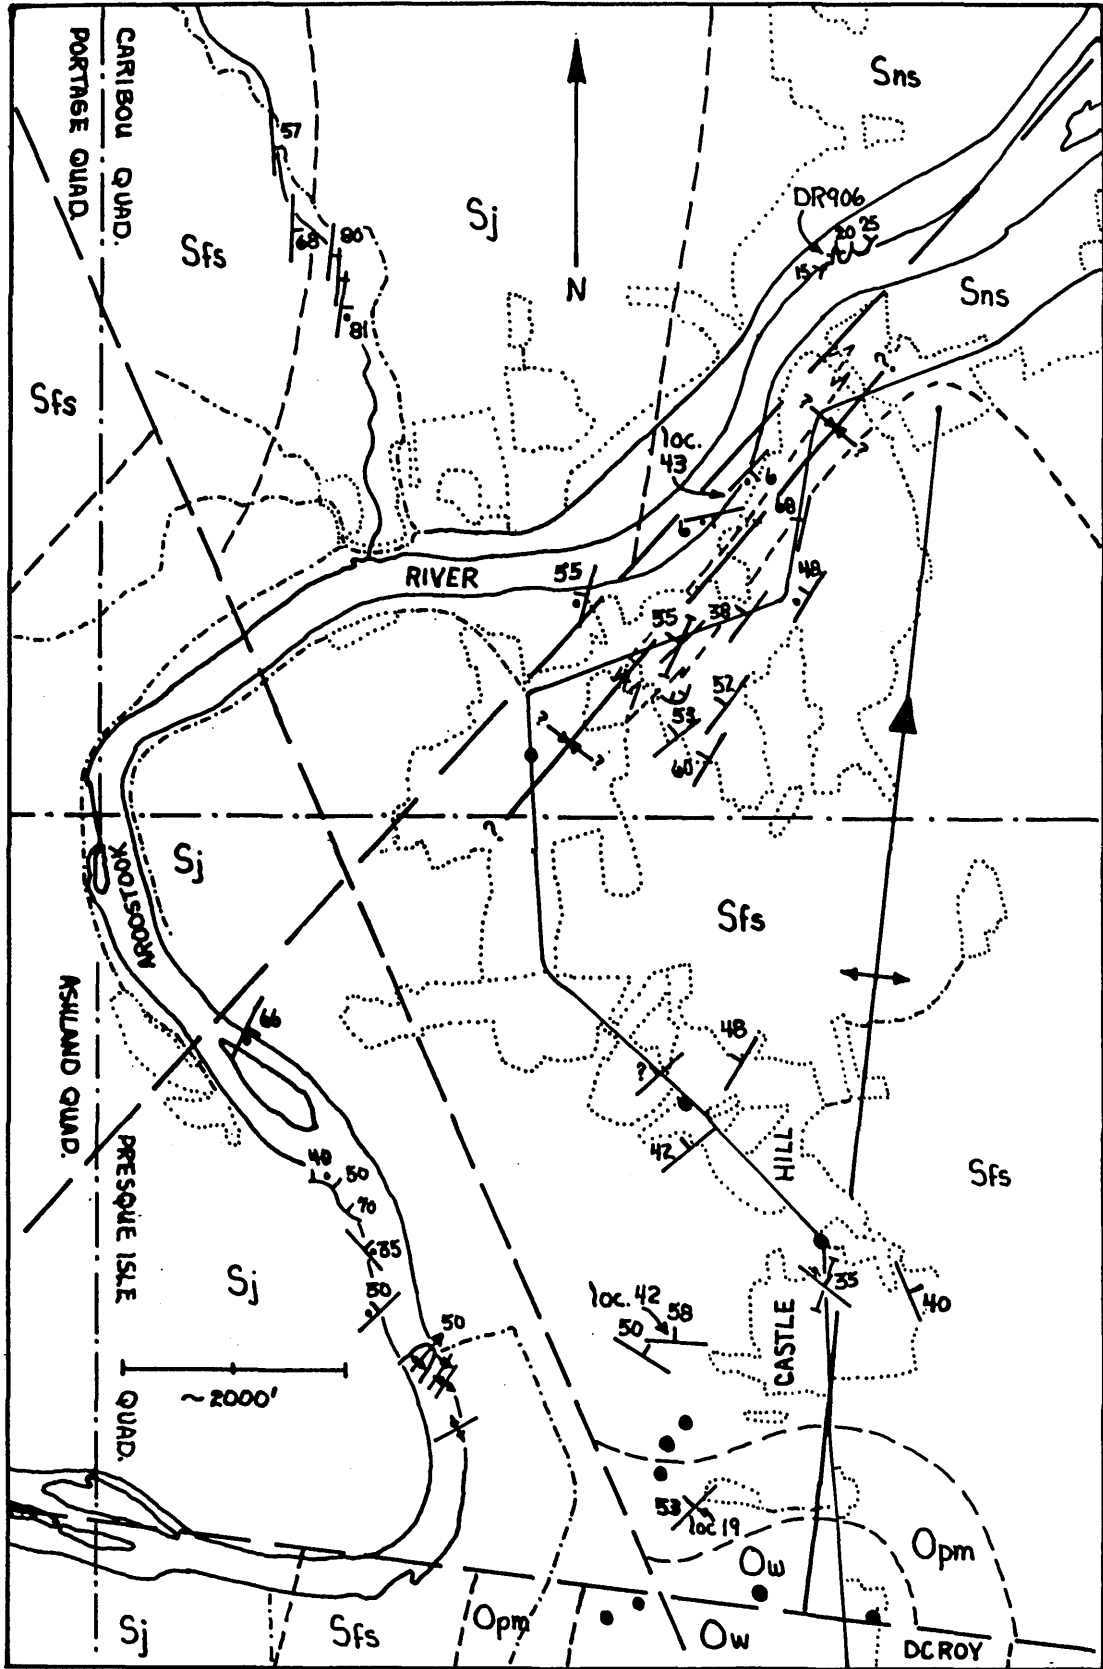 CARIBOU QUAD.
PORTAGE QUAD.
Sns
57
DR906
Sj
20 25
68
80
Sfs
15
N
Sns
81
?
Sfs
?
loc.
43
?
6
68
6
55
48
RIVER
55
38
52
53
?
?
60
?
Sj
AROOSTOOK
Sfs
ASHLAND QUAD.
66
48
?
42
HILL
Sfs
PRESQUE ISLE QUAD.
40
50
70
35
Sj
50
35
40
loc. 42
58
50
50
CASTLE
~2000'
53
loc 19
Ow
Opm
Sj
Sfs
Opm
Ow
DCROY